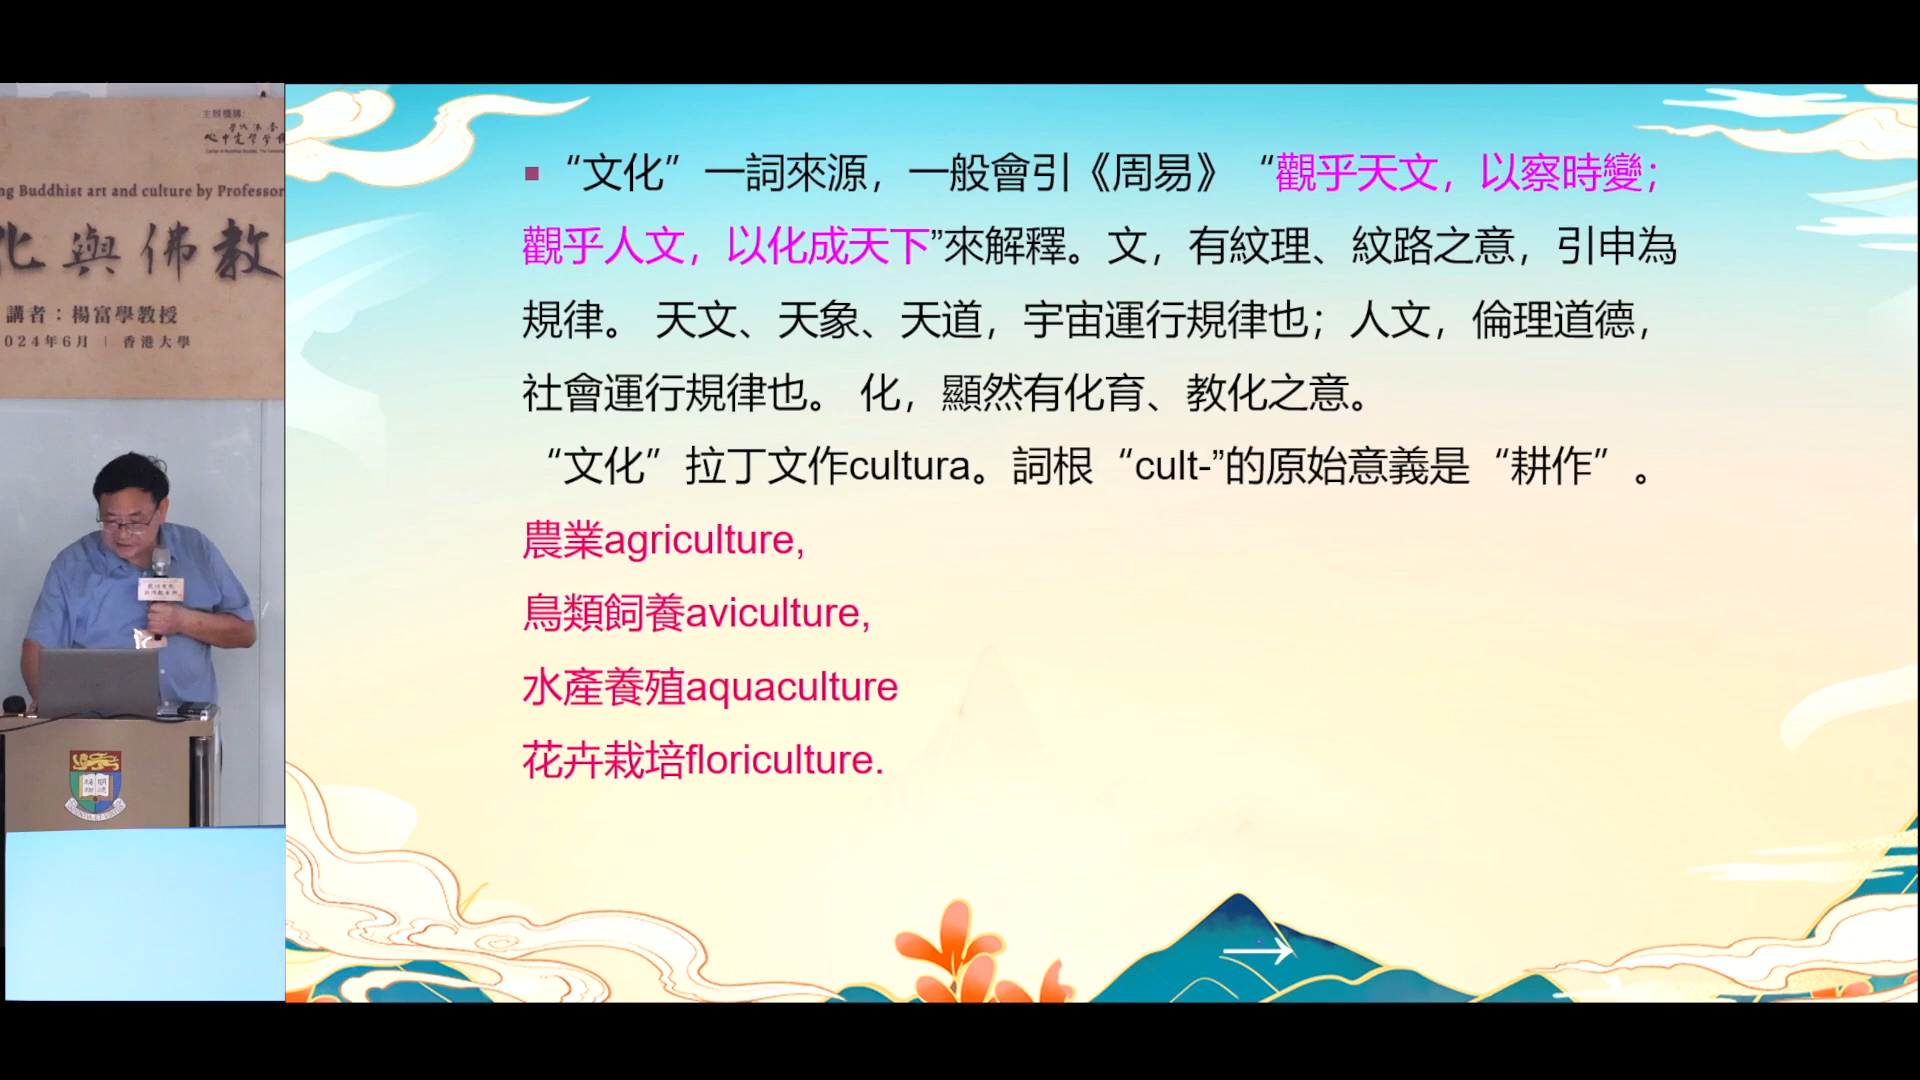 主辦機構:
ng Buddhist art and culture by Professor
化與佛教
講者：楊富學教授
024年6月 | 香港大學
▪ “文化” 一詞來源，一般會引《周易》 “觀乎天文，以察時變；
觀乎人文，以化成天下”來解釋。文，有紋理、紋路之意，引申為
規律。 天文、天象、天道，宇宙運行規律也；人文，倫理道德，
社會運行規律也。 化，顯然有化育、教化之意。
“文化” 拉丁文作cultura。詞根 “cult-”的原始意義是 “耕作” 。
農業agriculture,
鳥類飼養aviculture,
水產養殖aquaculture
花卉栽培floriculture.